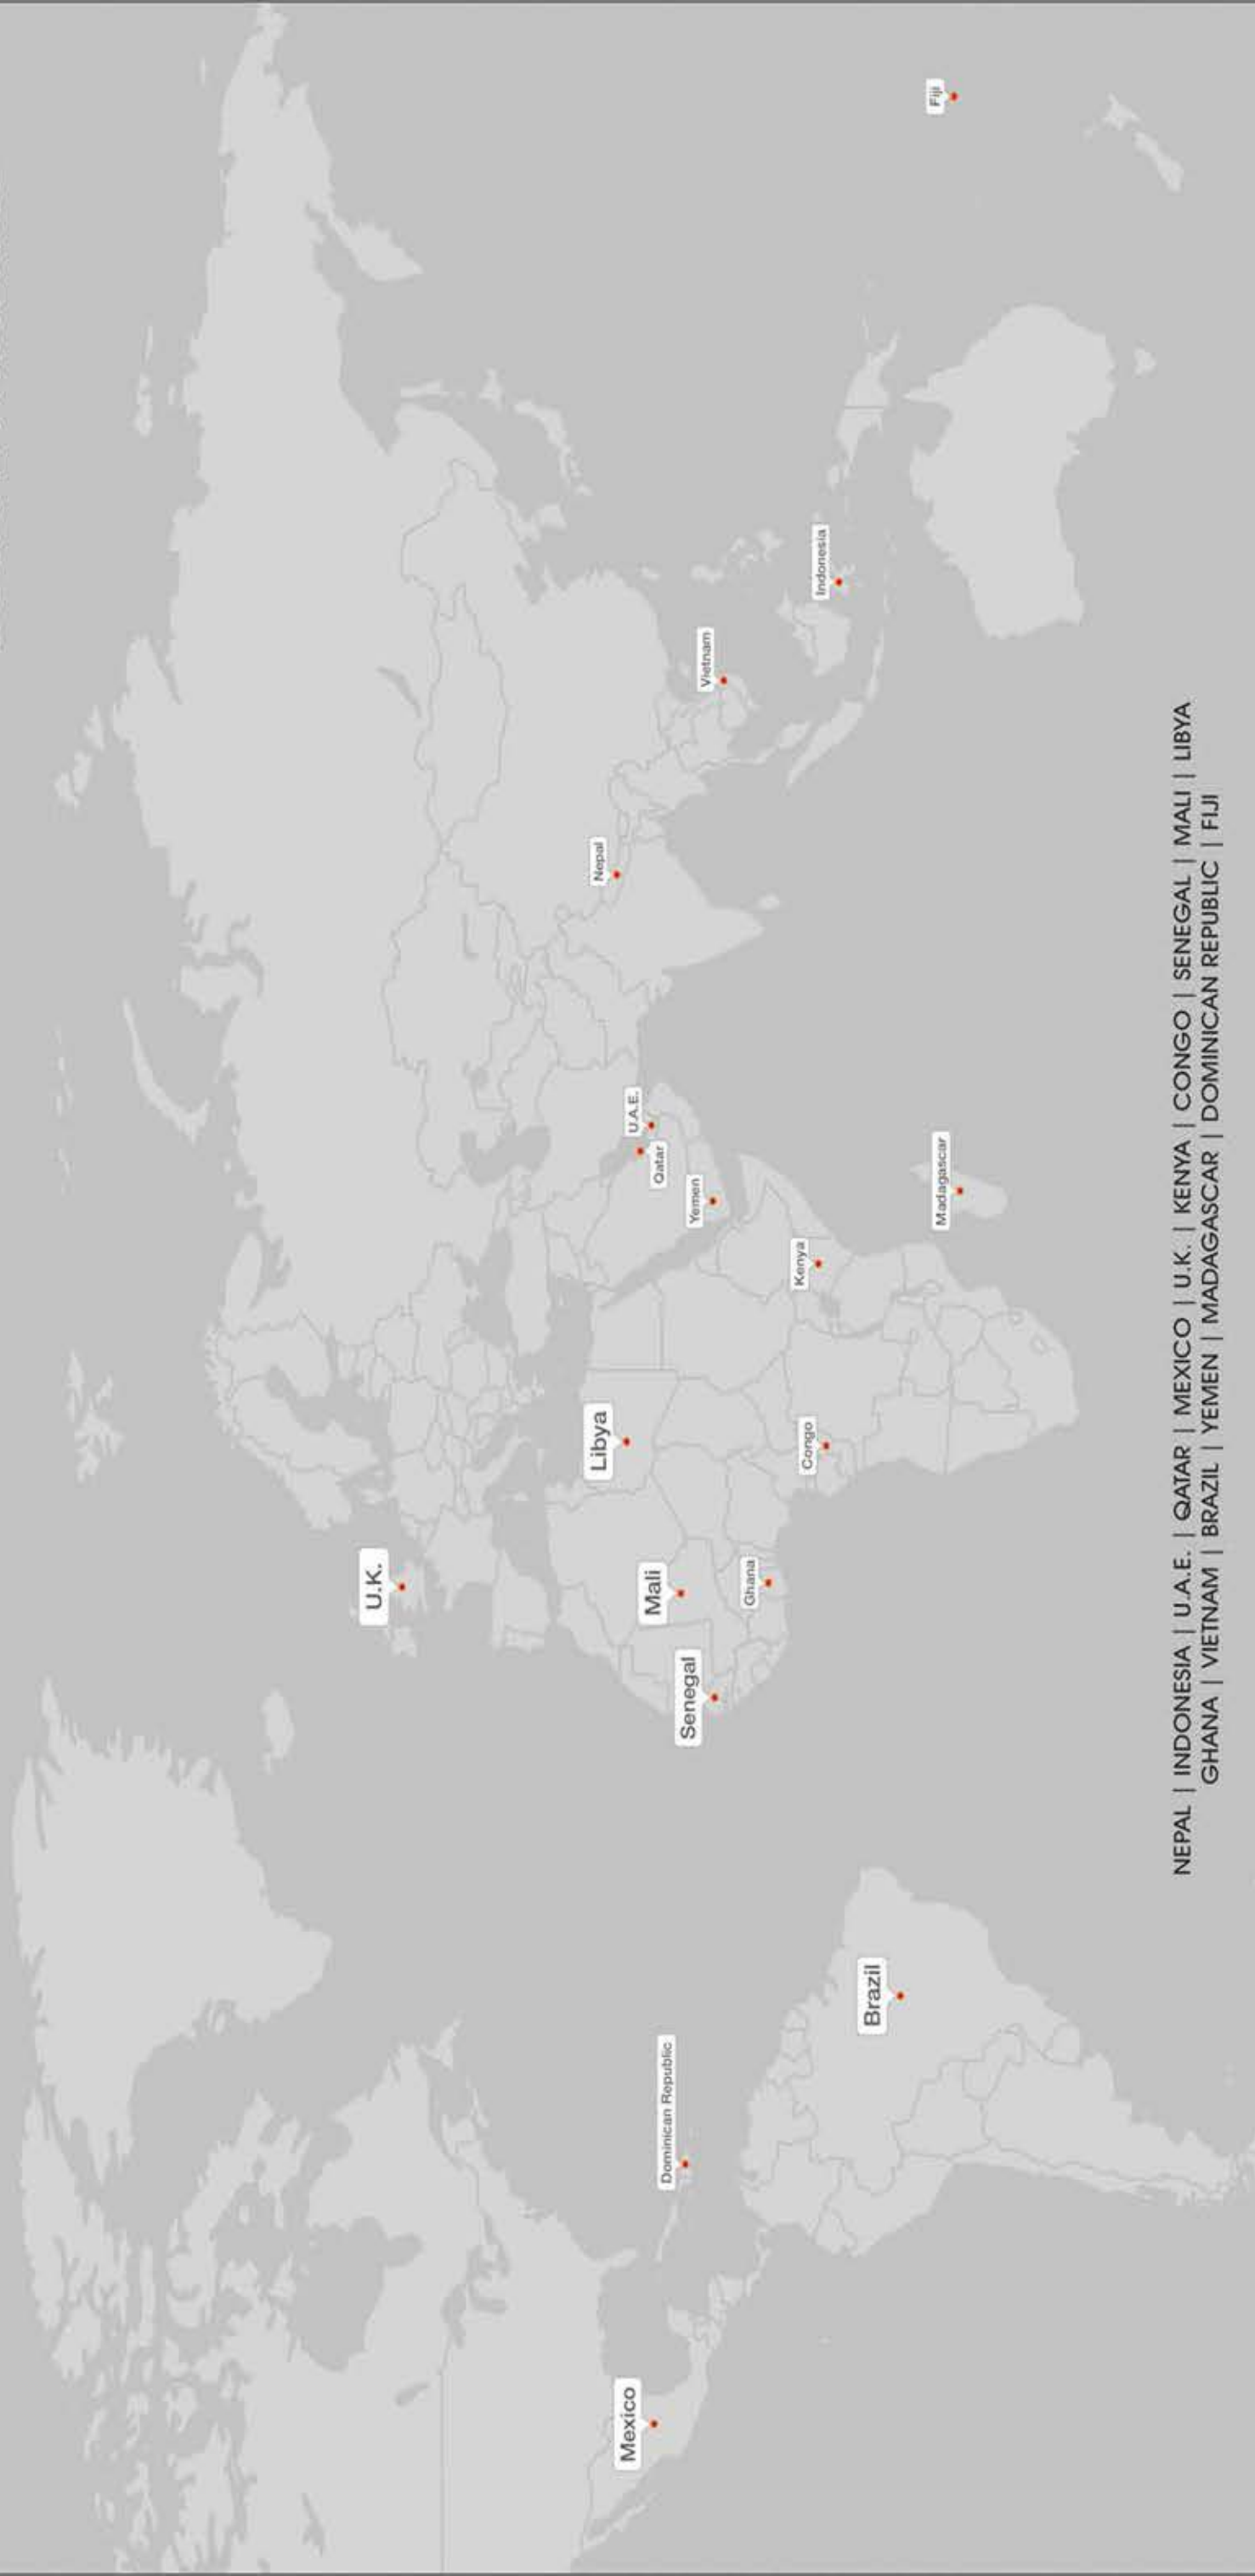 Fiji
Indonesia
Vietnam
Nepal
U.A.E.
Qatar
Yemen
Madagascar
Kenya
Libya
Congo
U.K.
Mali
Ghana
Senegal
Brazil
Dominican Republic
Mexico
NEPAL | INDONESIA | U.A.E. | QATAR | MEXICO | U.K. | KENYA | CONGO | SENEGAL | MALI | LIBYA
GHANA | VIETNAM | BRAZIL | YEMEN | MADAGASCAR | DOMINICAN REPUBLIC | FIJI